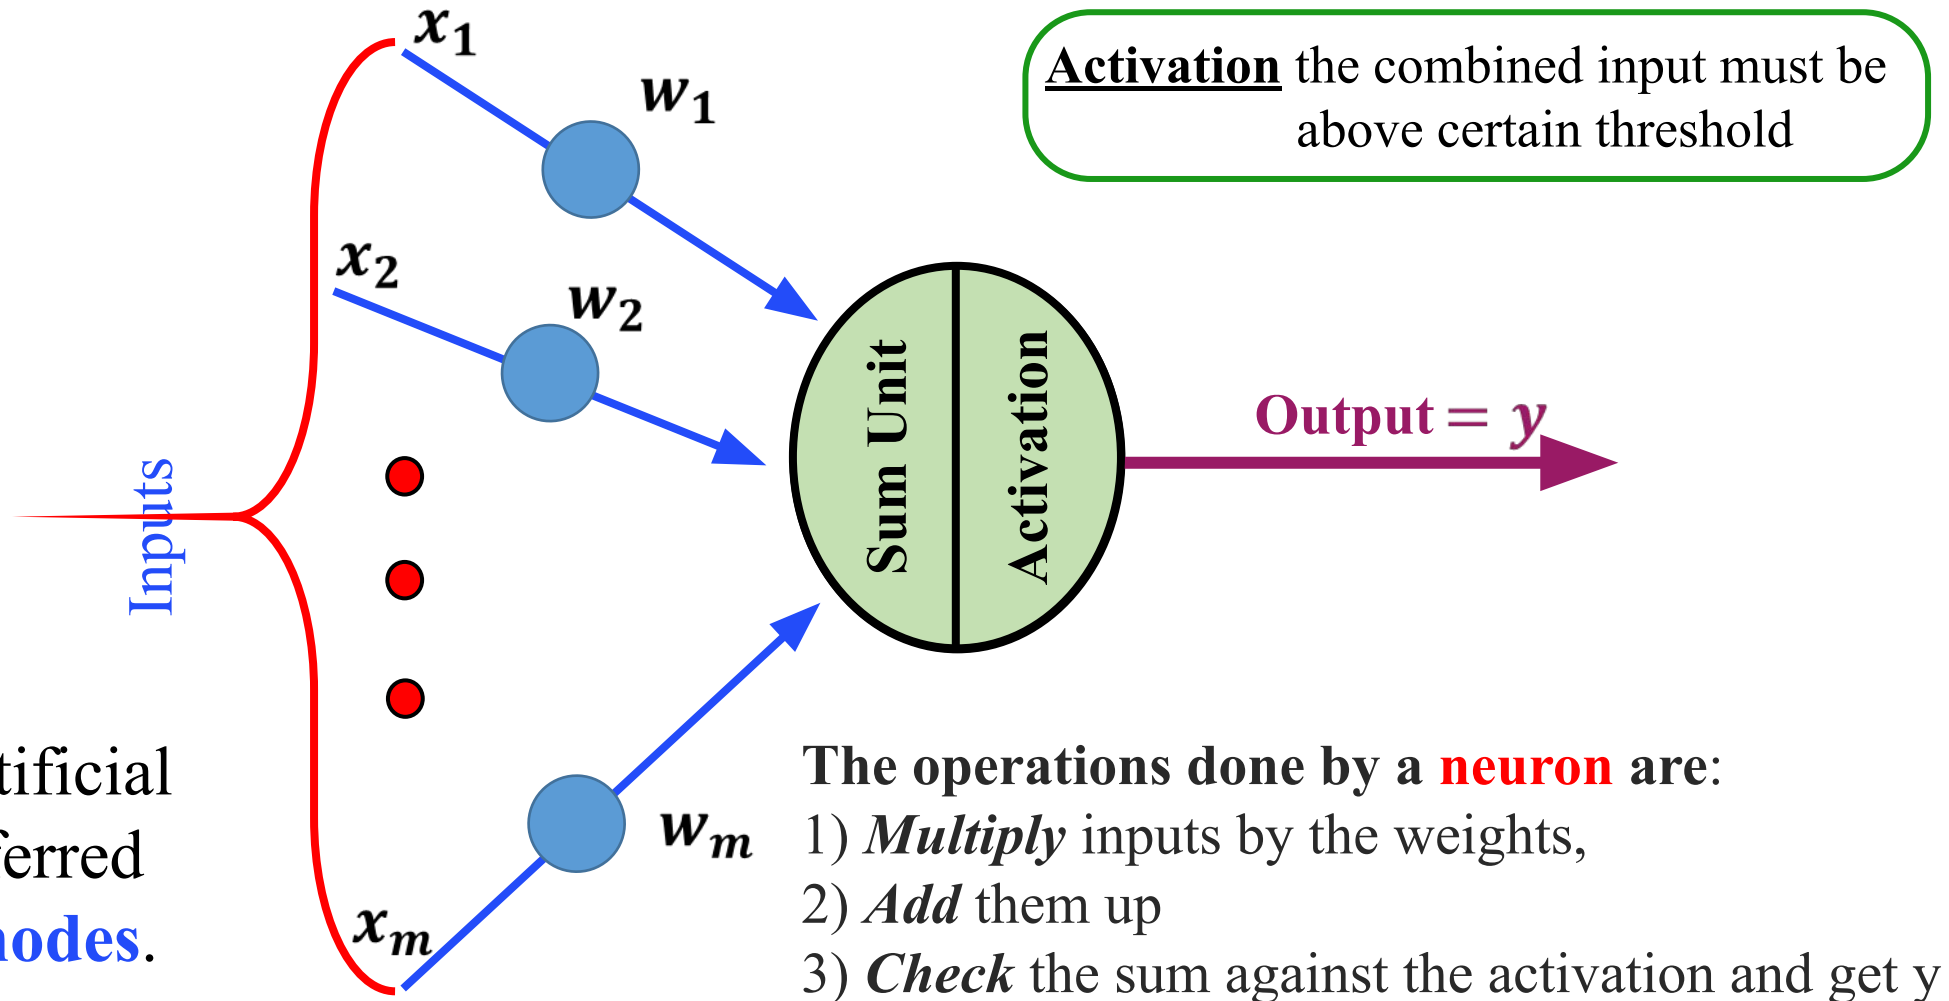 x₁
w₁
Activation the combined input must be
above certain threshold
x₂
w₂
Inputs
Sum Unit
Activation
Output = y
wₘ
xₘ
tificial
ferred
nodes.
The operations done by a neuron are:
1) Multiply inputs by the weights,
2) Add them up
3) Check the sum against the activation and get y